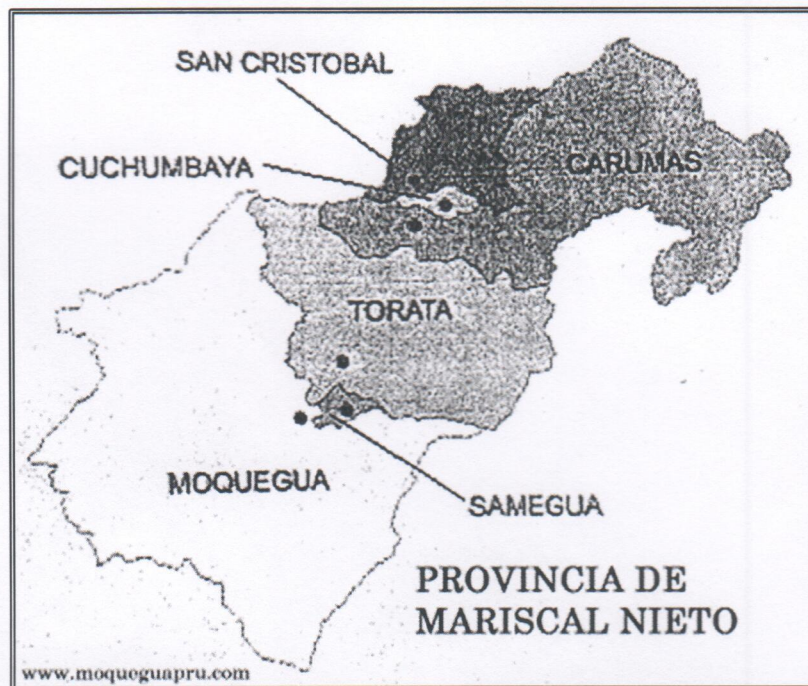 SAN CRISTOBAL
CUCHUMBAYA
CARUMAS
TORATA
MOQUEGUA
SAMEGUA
PROVINCIA DE
MARISCAL NIETO
www.moqueguapru.com